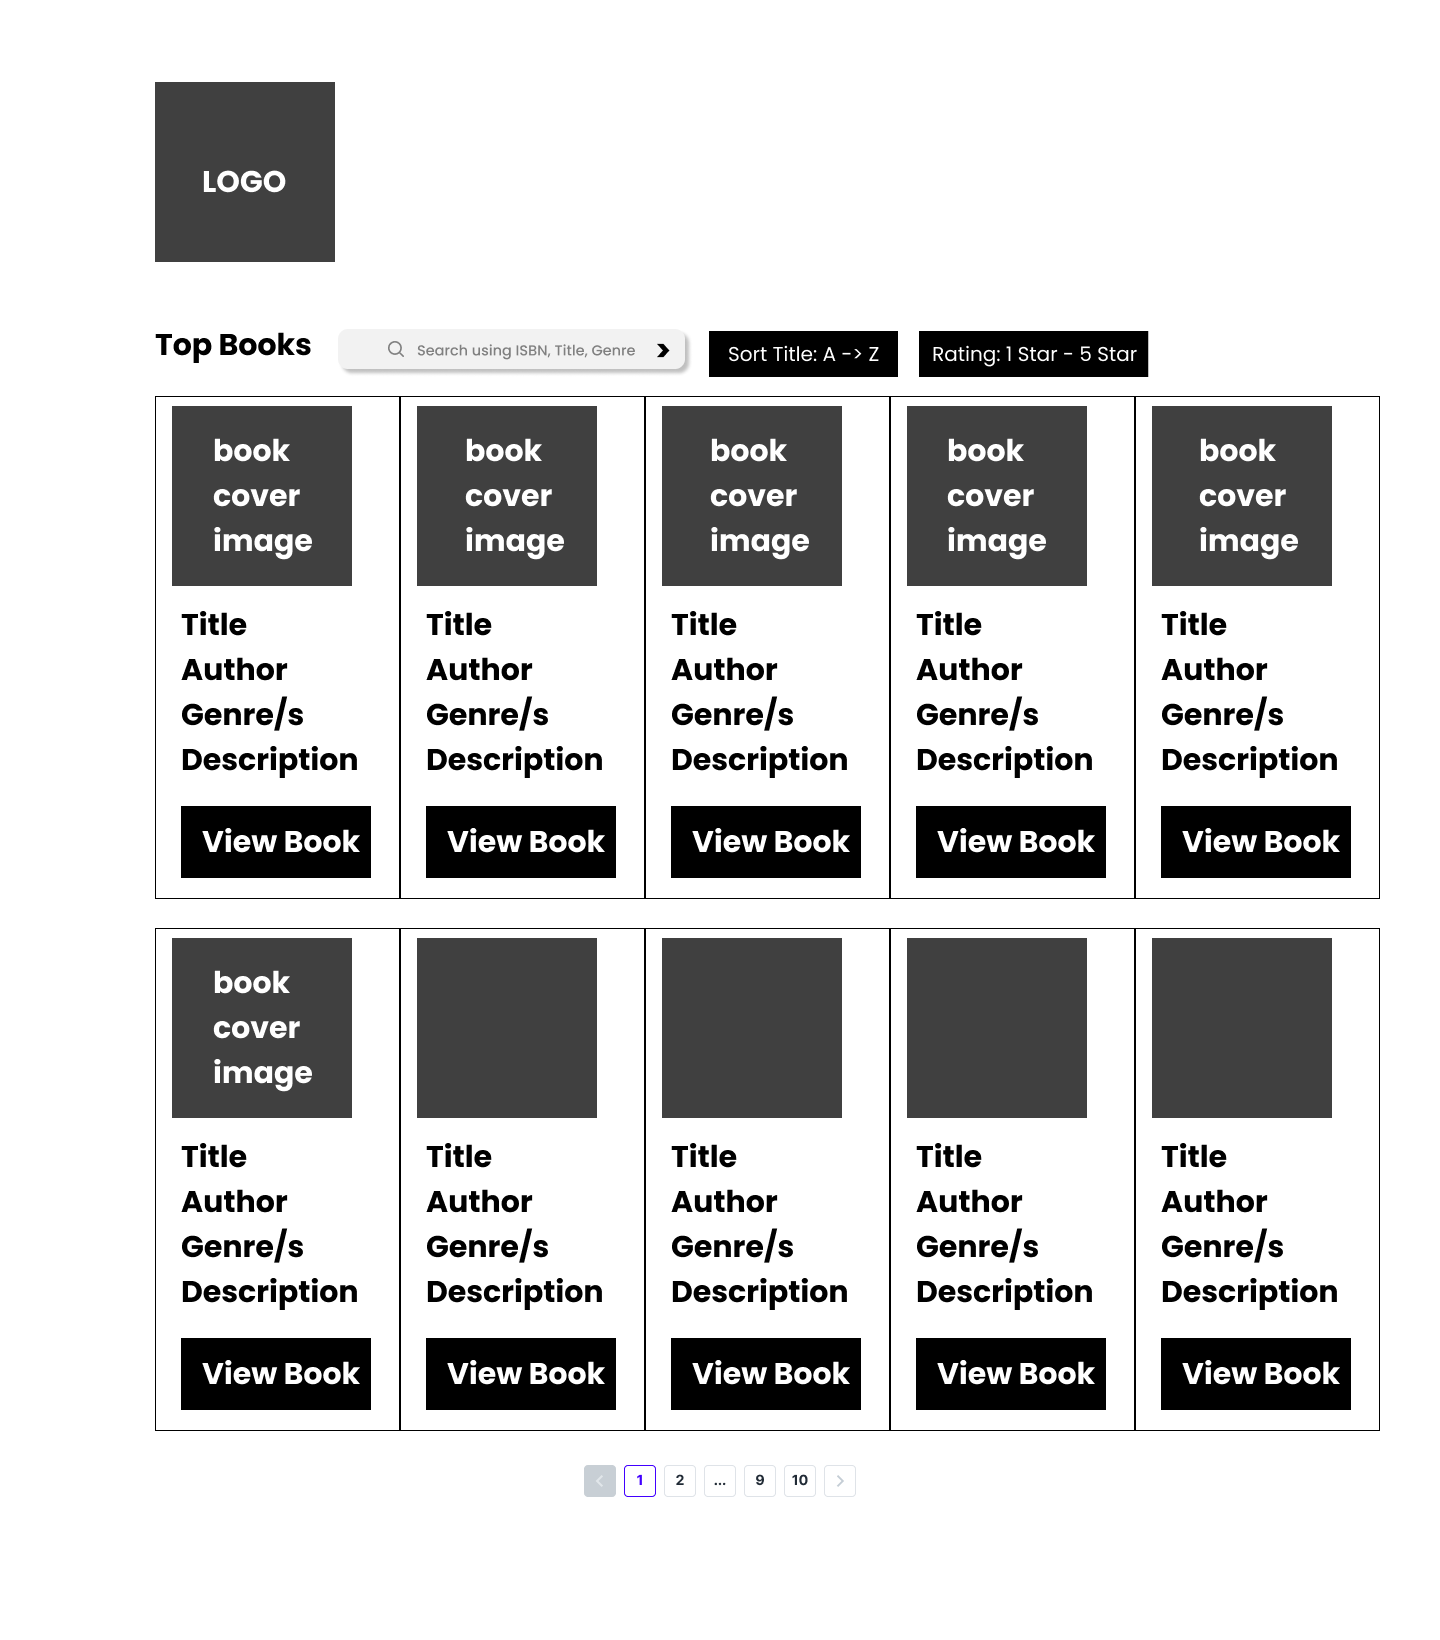 LOGO
Top Books
Search using ISBN, Title, Genre
Sort Title: A -> Z
Rating: 1 Star - 5 Star
book
cover
image
Title
Author
Genre/s
Description
View Book
book
cover
image
Title
Author
Genre/s
Description
View Book
book
cover
image
Title
Author
Genre/s
Description
View Book
book
cover
image
Title
Author
Genre/s
Description
View Book
book
cover
image
Title
Author
Genre/s
Description
View Book
book
cover
image
Title
Author
Genre/s
Description
View Book
Title
Author
Genre/s
Description
View Book
Title
Author
Genre/s
Description
View Book
Title
Author
Genre/s
Description
View Book
Title
Author
Genre/s
Description
View Book
1 2 ... 9 10